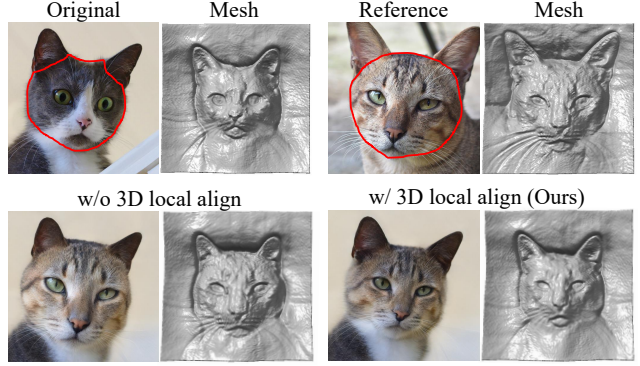 Original Mesh Reference Mesh
w/o 3D local align w/ 3D local align (Ours)